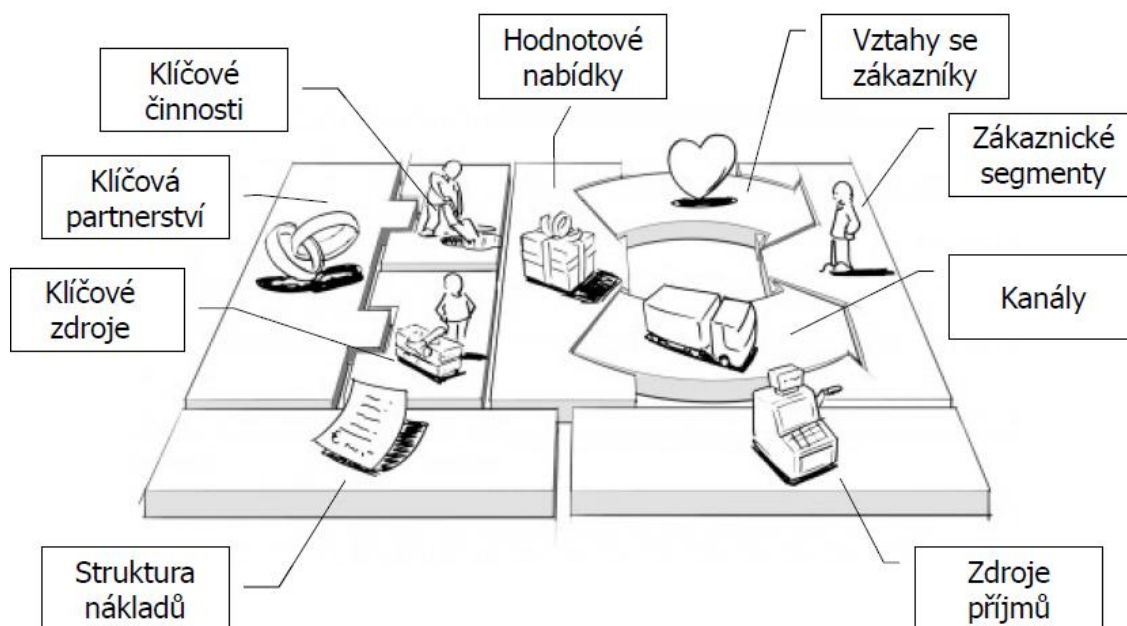 Hodnotové
nabídky
Vztahy se
zákazníky
Klíčové
činnosti
Zákaznické
segmenty
Klíčová
partnerství
Klíčové
zdroje
Kanály
Struktura
nákladů
Zdroje
příjmů